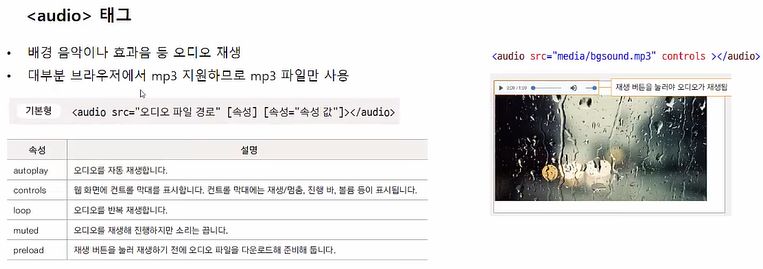 <audio> 태그
• 배경 음악이나 효과음 등 오디오 재생
• 대부분 브라우저에서 mp3 지원하므로 mp3 파일만 사용
기본형 <audio src="오디오 파일 경로" [속성] [속성="속성 값"]></audio>
속성 설명
autoplay 오디오를 자동 재생합니다.
controls 웹 화면에 컨트롤 막대를 표시합니다. 컨트롤 막대에는 재생/멈춤, 진행 바, 볼륨 등이 표시됩니다.
loop 오디오를 반복 재생합니다.
muted 오디오를 재생해 진행하지만 소리는 끕니다.
preload 재생 버튼을 눌러 재생하기 전에 오디오 파일을 다운로드해 준비해 둡니다.
<audio src="media/bgsound.mp3" controls ></audio>
재생 버튼을 눌러야 오디오가 재생됨